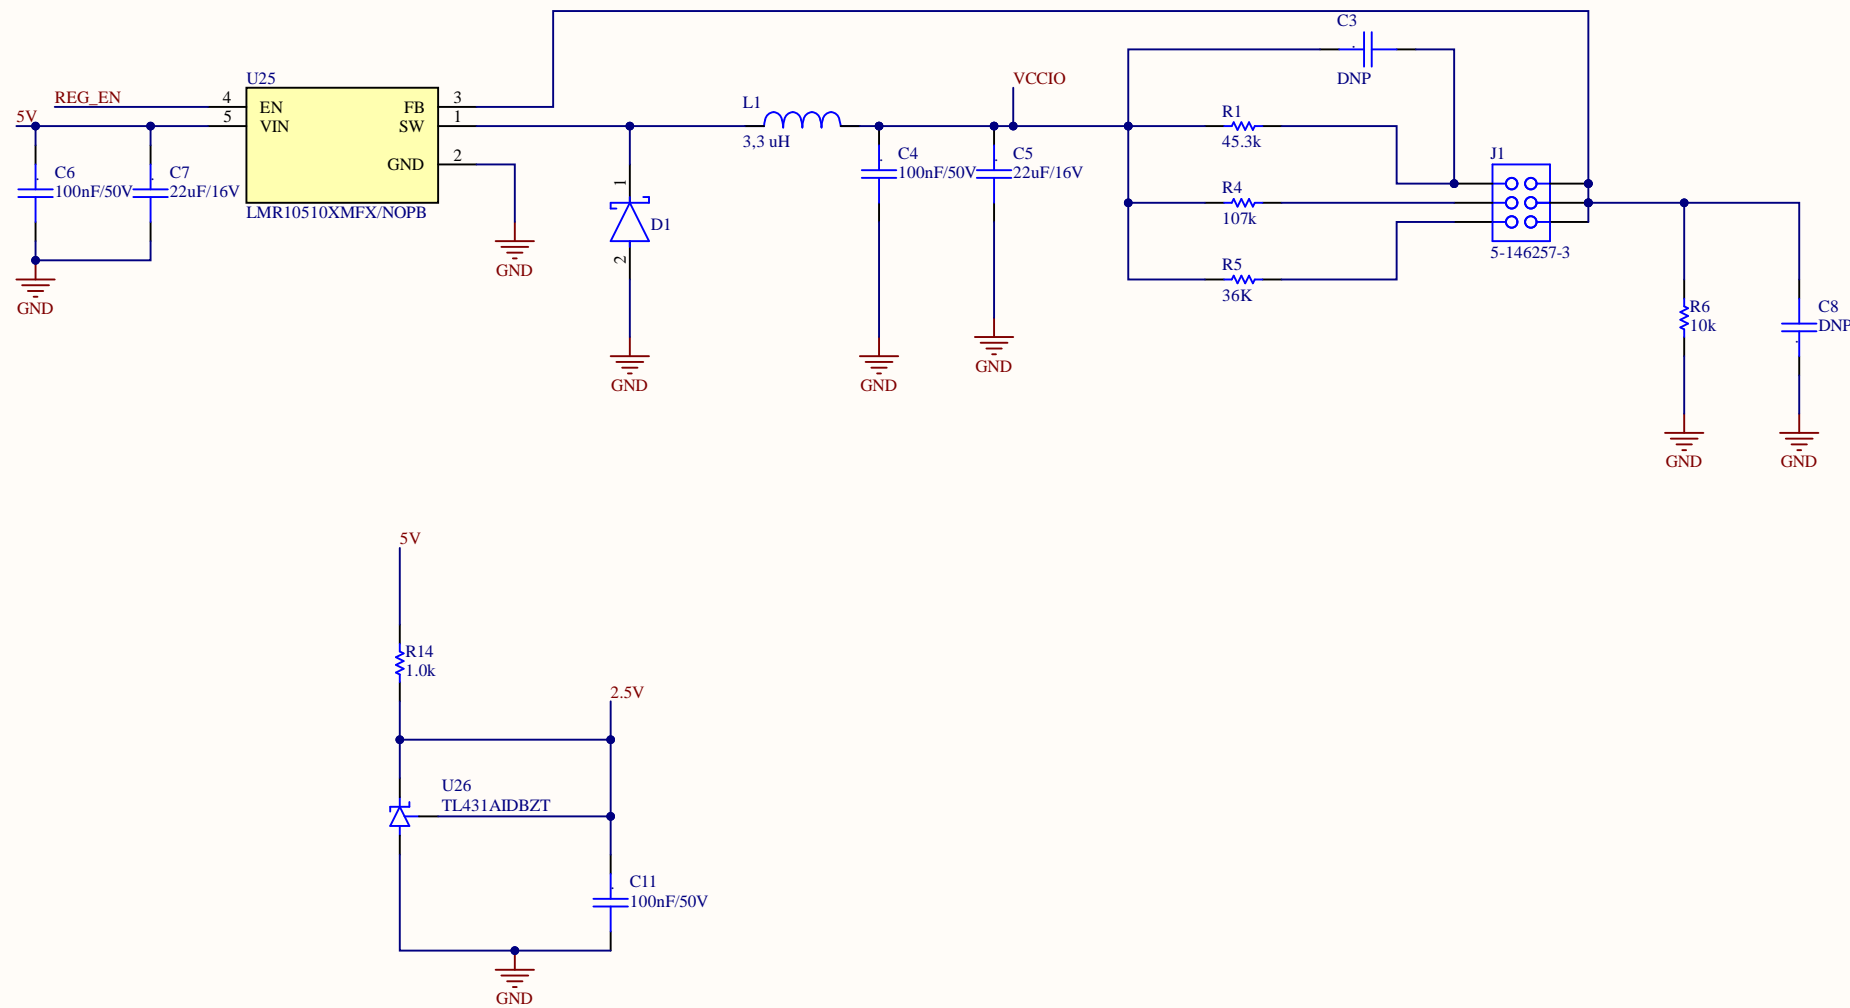 C3
DNP
U25
REG_EN
4
EN
FB
3
5V
5
VIN
SW
1
GND
2
C6
100nF/50V
C7
22uF/16V
LMR10510XMFX/NOPB
GND
GND
1
D1
2
GND
L1
3,3 uH
VCCIO
C4
100nF/50V
C5
22uF/16V
GND
GND
R1
45.3k
R4
107k
R5
36K
J1
5-146257-3
R6
10k
C8
DNP
GND
GND
5V
R14
1.0k
2.5V
U26
TL431AIDBZT
C11
100nF/50V
GND